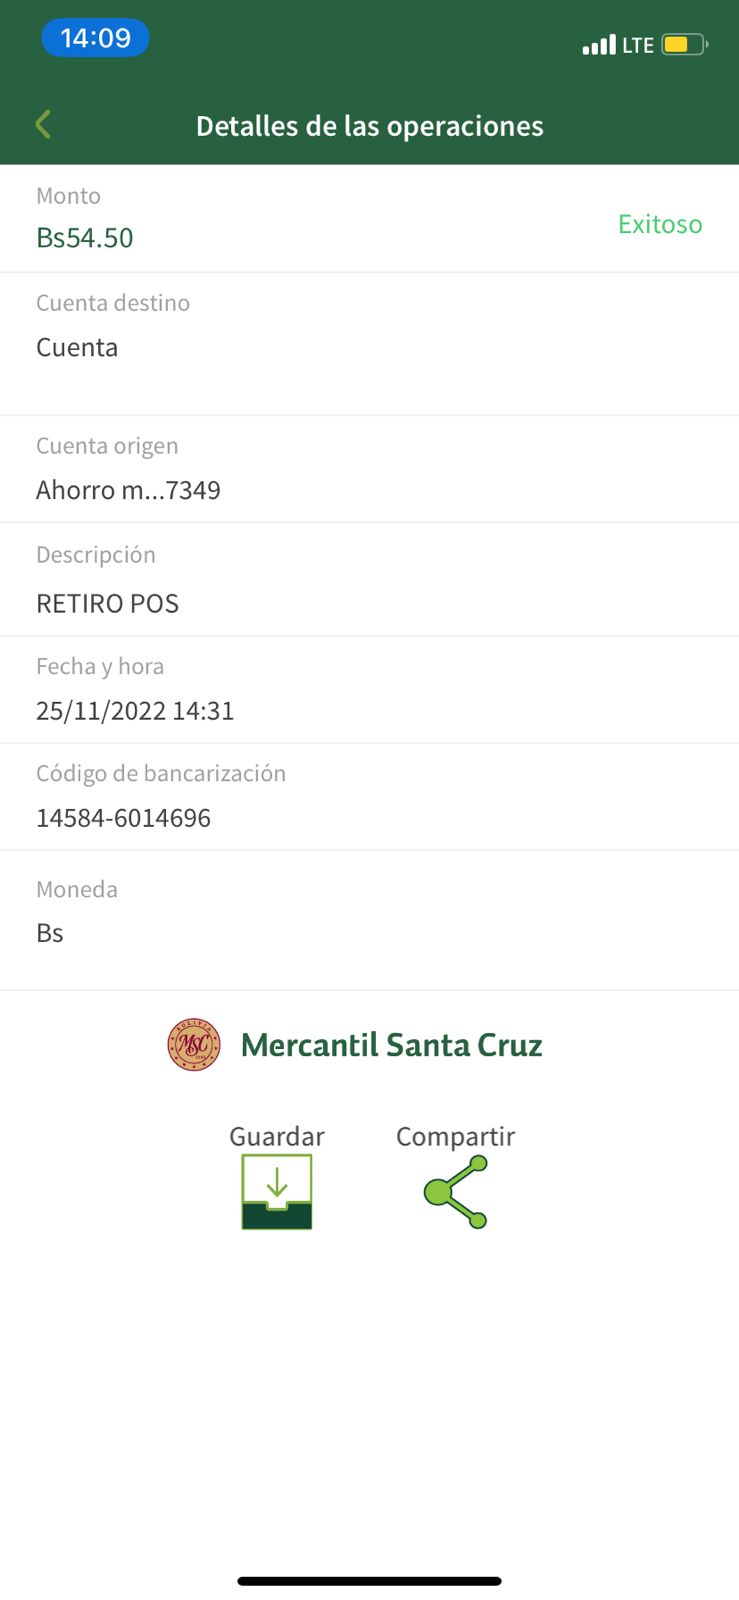 14:09
LTE
Detalles de las operaciones
Monto
Bs54.50
Exitoso
Cuenta destino
Cuenta
Cuenta origen
Ahorro m...7349
Descripción
RETIRO POS
Fecha y hora
25/11/2022 14:31
Código de bancarización
14584-6014696
Moneda
Bs
BOLIVIA
MSC
Mercantil Santa Cruz
Guardar
Compartir